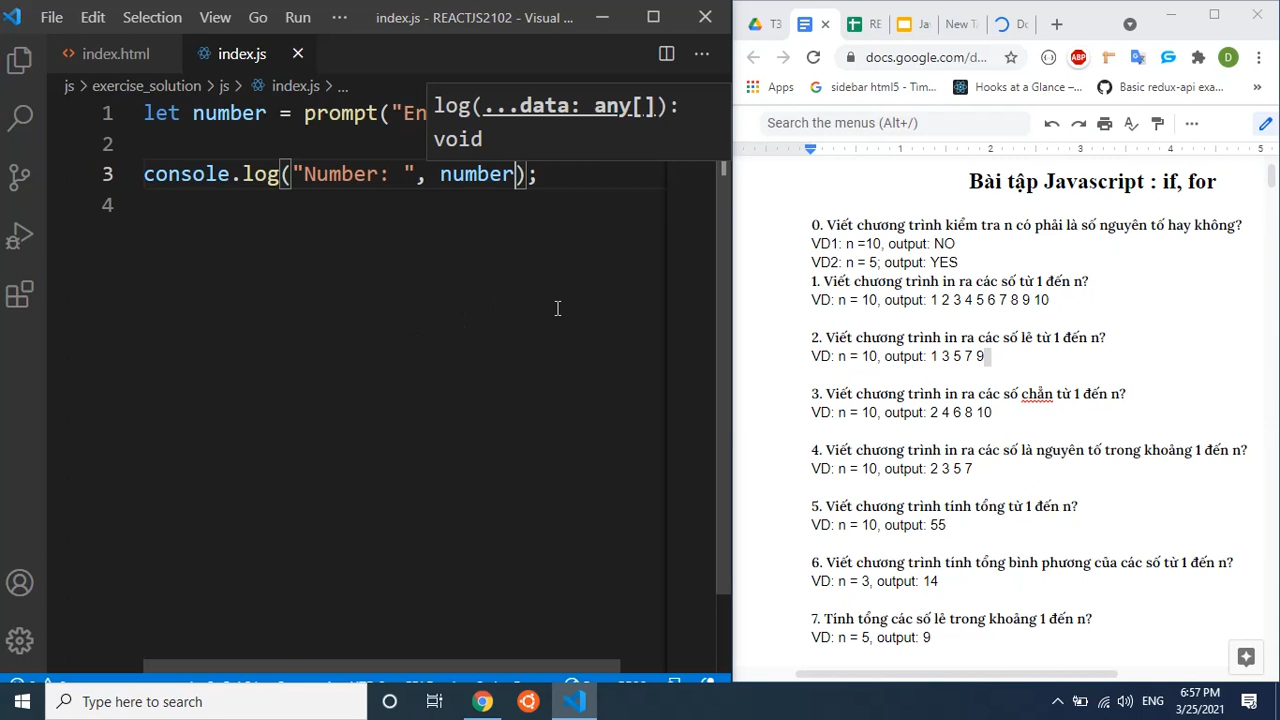 File Edit Selection View Go Run ··· index.js - REACTJS2102 - Visual ...
index.html index.js
js > exercise_solution > js > index.js > ...
1 let number = prompt("En
log(...data: any[]):
void
2
3 console.log("Number: ", number);
4
T3 RE Ja New T Do
docs.google.com/d
ABP D
Apps sidebar html5 - Tim... Hooks at a Glance –... Basic redux-api exa...
Search the menus (Alt+/)
1 2 3 4 5
Bài tập Javascript : if, for
0. Viết chương trình kiểm tra n có phải là số nguyên tố hay không?
VD1: n =10, output: NO
VD2: n = 5; output: YES
1. Viết chương trình in ra các số từ 1 đến n?
VD: n = 10, output: 1 2 3 4 5 6 7 8 9 10
2. Viết chương trình in ra các số lẻ từ 1 đến n?
VD: n = 10, output: 1 3 5 7 9
3. Viết chương trình in ra các số chẵn từ 1 đến n?
VD: n = 10, output: 2 4 6 8 10
4. Viết chương trình in ra các số là nguyên tố trong khoảng 1 đến n?
VD: n = 10, output: 2 3 5 7
5. Viết chương trình tính tổng từ 1 đến n?
VD: n = 10, output: 55
6. Viết chương trình tính tổng bình phương của các số từ 1 đến n?
VD: n = 3, output: 14
7. Tính tổng các số lẻ trong khoảng 1 đến n?
VD: n = 5, output: 9
Type here to search
ENG
6:57 PM
3/25/2021